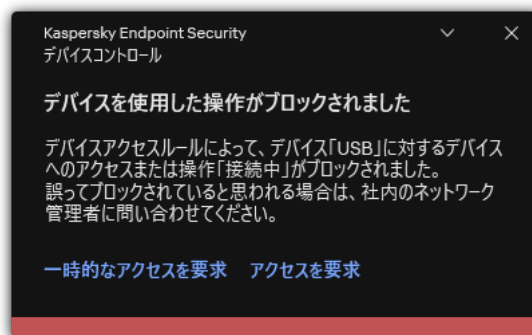 Kaspersky Endpoint Security
デバイスコントロール
デバイスを使用した操作がブロックされました
デバイスアクセスルールによって、デバイス「USB」に対するデバイス
へのアクセスまたは操作「接続中」がブロックされました。
誤ってブロックされていると思われる場合は、社内のネットワーク
管理者に問い合わせてください。
一時的なアクセスを要求 アクセスを要求